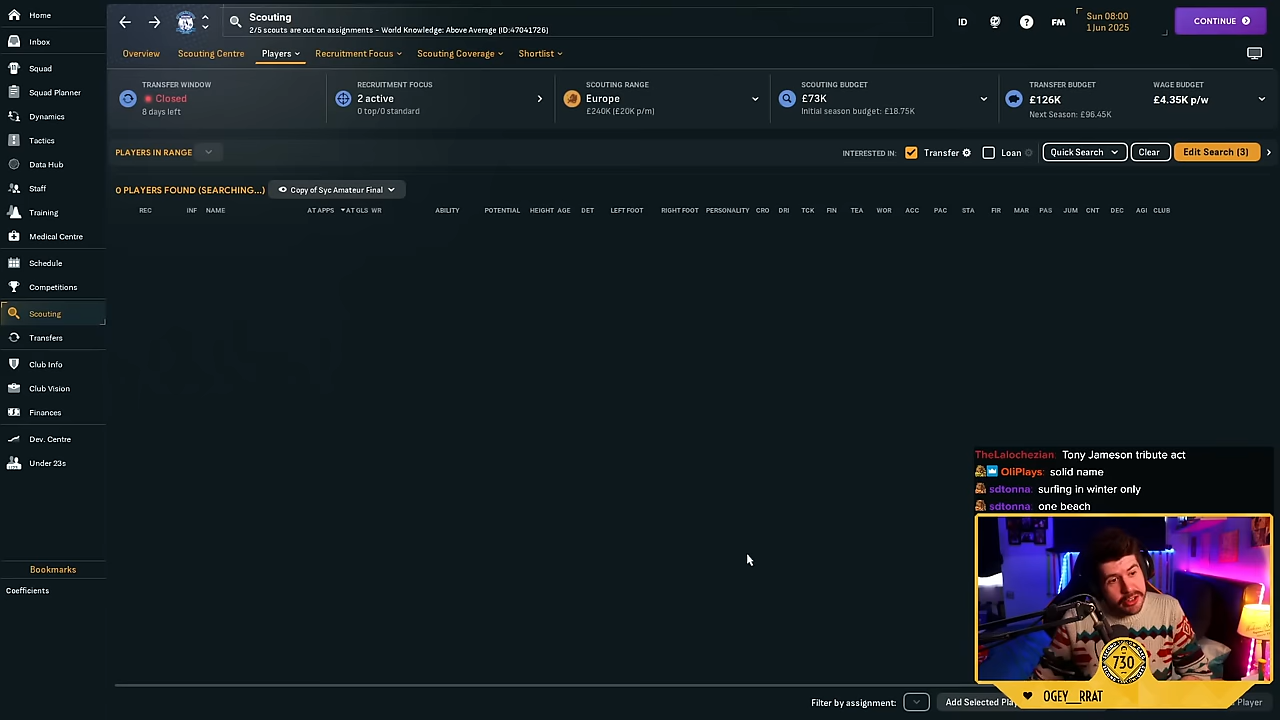 Home
Inbox
Squad
Squad Planner
Dynamics
Tactics
Data Hub
Staff
Training
Medical Centre
Schedule
Competitions
Scouting
Transfers
Club Info
Club Vision
Finances
Dev. Centre
Under 23s
Bookmarks
Coefficients
Scouting
2/5 scouts are out on assignments - World Knowledge: Above Average (ID:47041726)
ID
FM
Sun 08:00
1 Jun 2025
CONTINUE
Overview Scouting Centre Players Recruitment Focus Scouting Coverage Shortlist
TRANSFER WINDOW
Closed
8 days left
RECRUITMENT FOCUS
2 active
0 top/0 standard
SCOUTING RANGE
Europe
£240K (£20K p/m)
SCOUTING BUDGET
£73K
Initial season budget: £18.75K
TRANSFER BUDGET
£126K
Next Season: £96.45K
WAGE BUDGET
£4.35K p/w
PLAYERS IN RANGE
INTERESTED IN: Transfer Loan Quick Search Clear Edit Search (3)
0 PLAYERS FOUND (SEARCHING...) Copy of Syc Amateur Final
REC INF NAME AT APPS AT GLS WR ABILITY POTENTIAL HEIGHT AGE DET LEFT FOOT RIGHT FOOT PERSONALITY CRO DRI TCK FIN TEA WOR ACC PAC STA FIR MAR PAS JUM CNT DEC AGI CLUB
TheLalochezian: Tony Jameson tribute act
OliPlays: solid name
sdtonna: surfing in winter only
sdtonna: one beach
730
OGEY__RRAT
Filter by assignment: Add Selected Play
Player